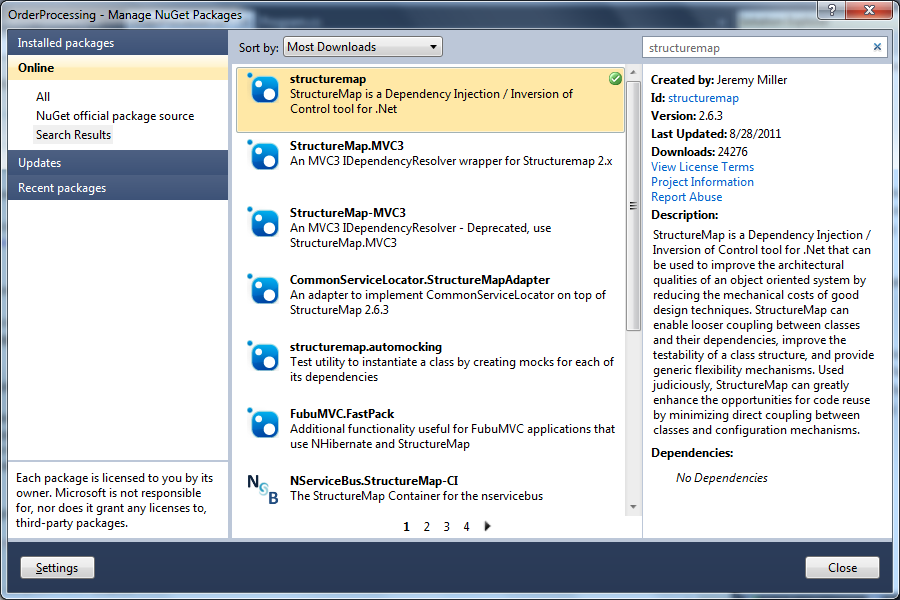 OrderProcessing - Manage NuGet Packages
?
Installed packages
Online
All
NuGet official package source
Search Results
Updates
Recent packages
Each package is licensed to you by its
owner. Microsoft is not responsible
for, nor does it grant any licenses to,
third-party packages.
Sort by: Most Downloads
structuremap
StructureMap is a Dependency Injection / Inversion of
Control tool for .Net
StructureMap.MVC3
An MVC3 IDependencyResolver wrapper for Structuremap 2.x
StructureMap-MVC3
An MVC3 IDependencyResolver - Deprecated, use
StructureMap.MVC3
CommonServiceLocator.StructureMapAdapter
An adapter to implement CommonServiceLocator on top of
StructureMap 2.6.3
structuremap.automocking
Test utility to instantiate a class by creating mocks for each of
its dependencies
FubuMVC.FastPack
Additional functionality useful for FubuMVC applications that
use NHibernate and StructureMap
NSB
NServiceBus.StructureMap-CI
The StructureMap Container for the nservicebus
1 2 3 4
structuremap
Created by: Jeremy Miller
Id: structuremap
Version: 2.6.3
Last Updated: 8/28/2011
Downloads: 24276
View License Terms
Project Information
Report Abuse
Description:
StructureMap is a Dependency Injection /
Inversion of Control tool for .Net that can
be used to improve the architectural
qualities of an object oriented system by
reducing the mechanical costs of good
design techniques. StructureMap can
enable looser coupling between classes
and their dependencies, improve the
testability of a class structure, and provide
generic flexibility mechanisms. Used
judiciously, StructureMap can greatly
enhance the opportunities for code reuse
by minimizing direct coupling between
classes and configuration mechanisms.
Dependencies:
No Dependencies
Settings
Close